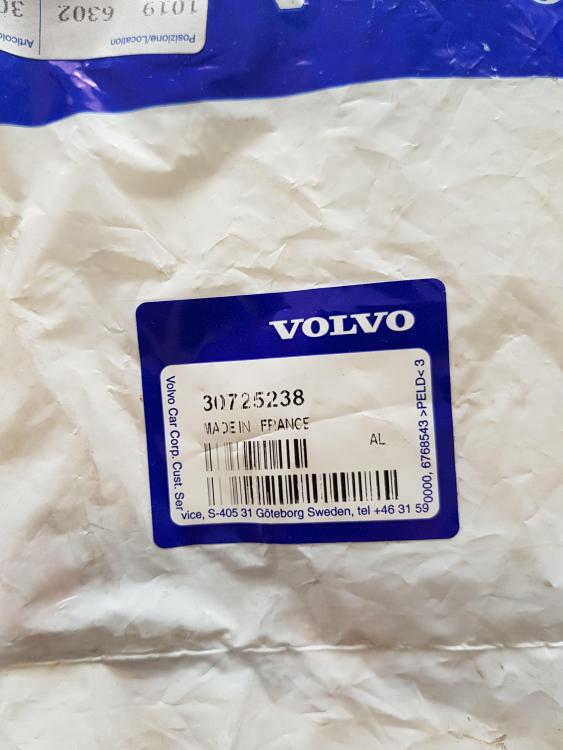 1019 6302
Posizione/Location
VOLVO
30725238
MADE IN FRANCE
AL
Volvo Car Corp. Cust. Ser
vice, S-405 31 Göteborg Sweden, tel +46 31 59
0000, 6768543 >PELD< 3